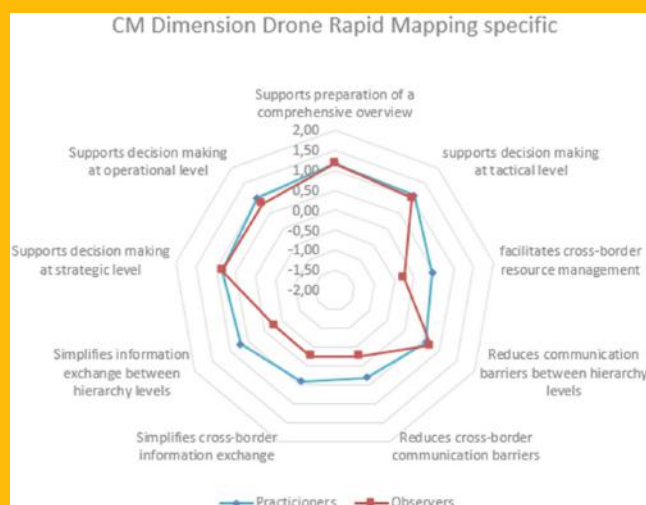 CM Dimension Drone Rapid Mapping specific
Supports preparation of a
comprehensive overview
2,00
1,50
1,00
0,50
0,00
-0,50
-1,00
-1,50
-2,00
supports decision making
at tactical level
facilitates cross-border
resource management
Reduces communication
barriers between hierarchy
levels
Reduces cross-border
communication barriers
Simplifies cross-border
information exchange
Simplifies information
exchange between
hierarchy levels
Supports decision making
at strategic level
Supports decision making
at operational level
Practicioners
Observers